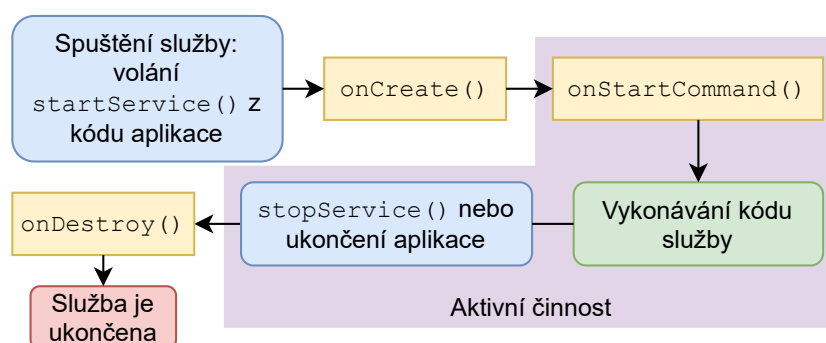 Spuštění služby:
volání
startService() z
kódu aplikace
onCreate()
onStartCommand()
Vykonávání kódu
služby
stopService() nebo
ukončení aplikace
onDestroy()
Služba je
ukončena
Aktivní činnost